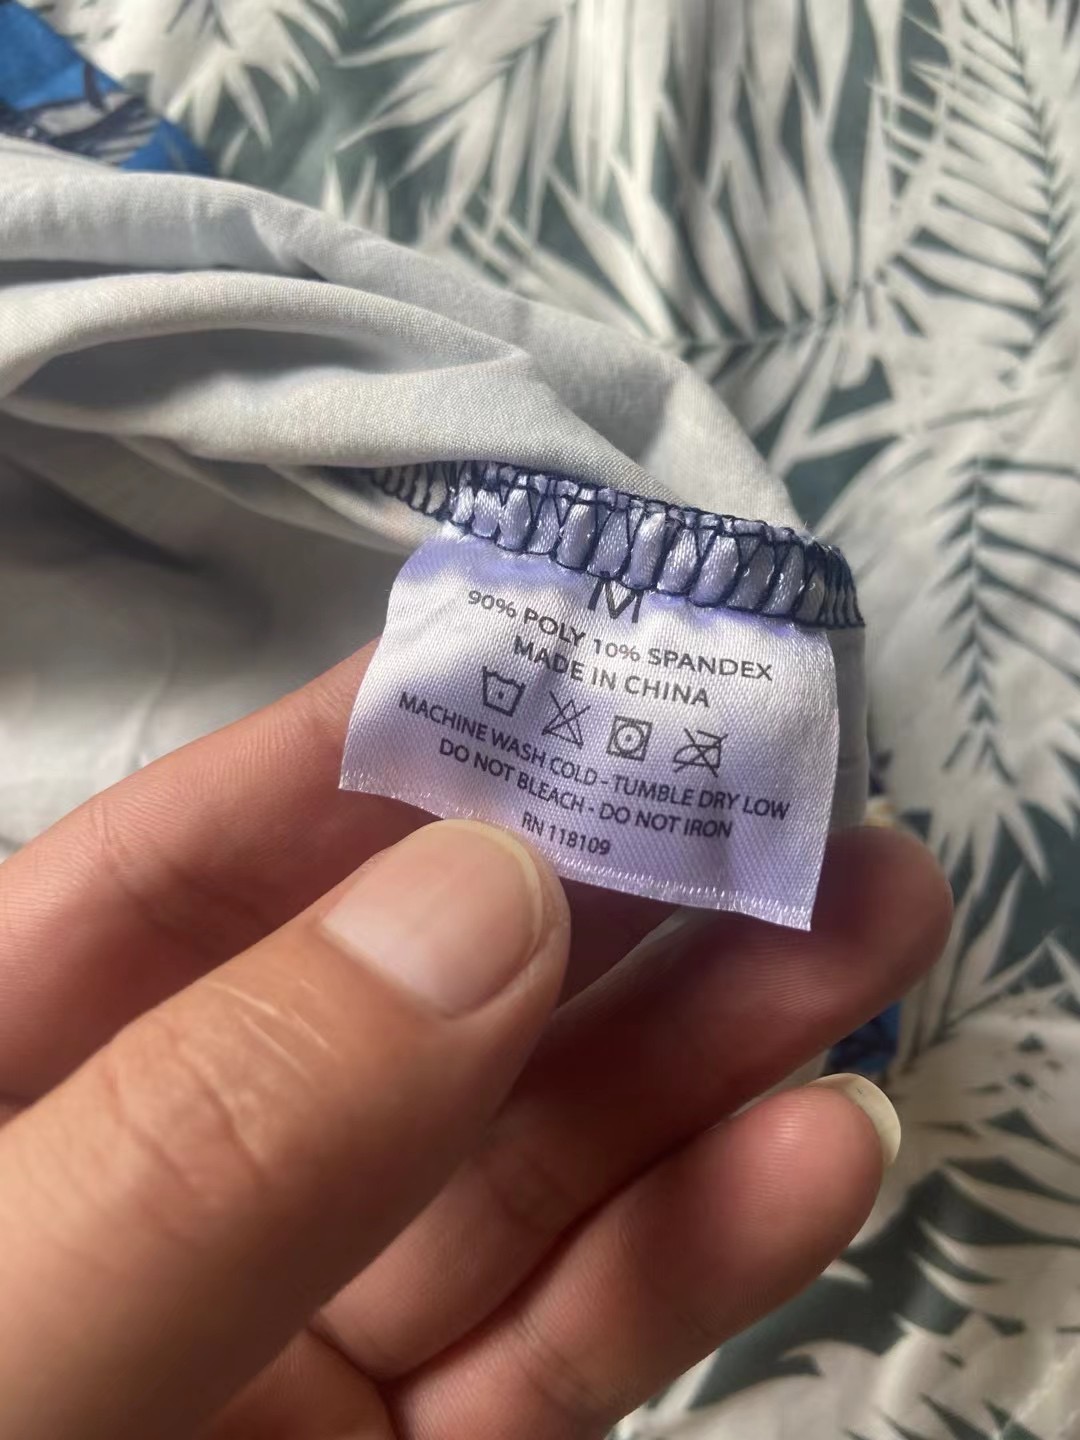 M
90% POLY 10% SPANDEX
MADE IN CHINA
MACHINE WASH COLD - TUMBLE DRY LOW
DO NOT BLEACH - DO NOT IRON
RN 118109